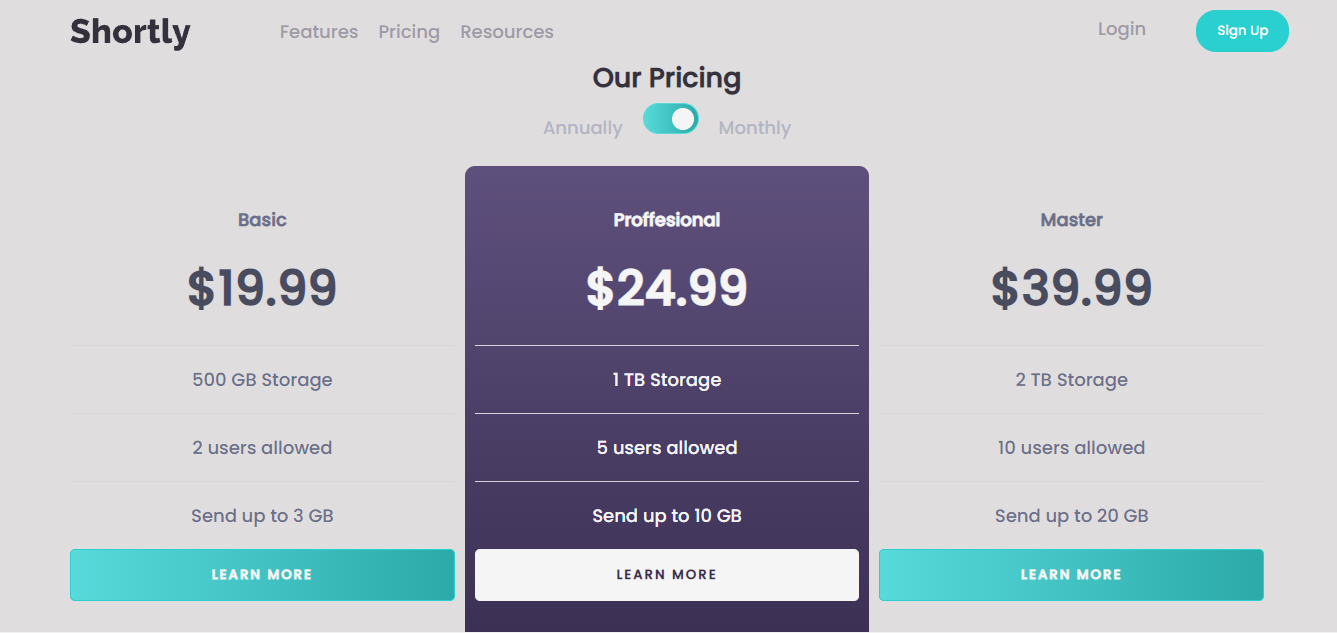 Shortly
Features Pricing Resources
Login
Sign Up
Our Pricing
Annually Monthly
Basic
$19.99
500 GB Storage
2 users allowed
Send up to 3 GB
LEARN MORE
Proffesional
$24.99
1 TB Storage
5 users allowed
Send up to 10 GB
LEARN MORE
Master
$39.99
2 TB Storage
10 users allowed
Send up to 20 GB
LEARN MORE